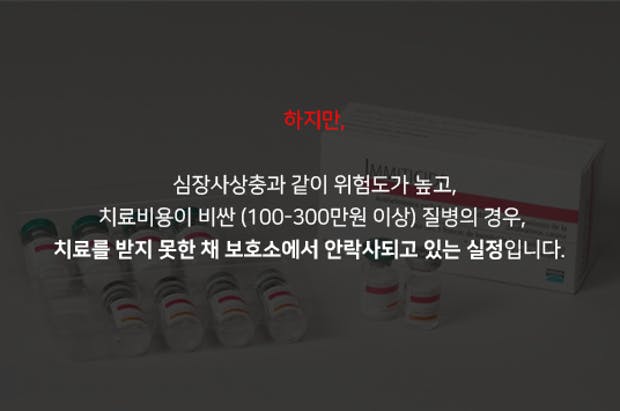 하지만,
심장사상충과 같이 위험도가 높고,
치료비용이 비싼 (100-300만원 이상) 질병의 경우,
치료를 받지 못한 채 보호소에서 안락사되고 있는 실정입니다.